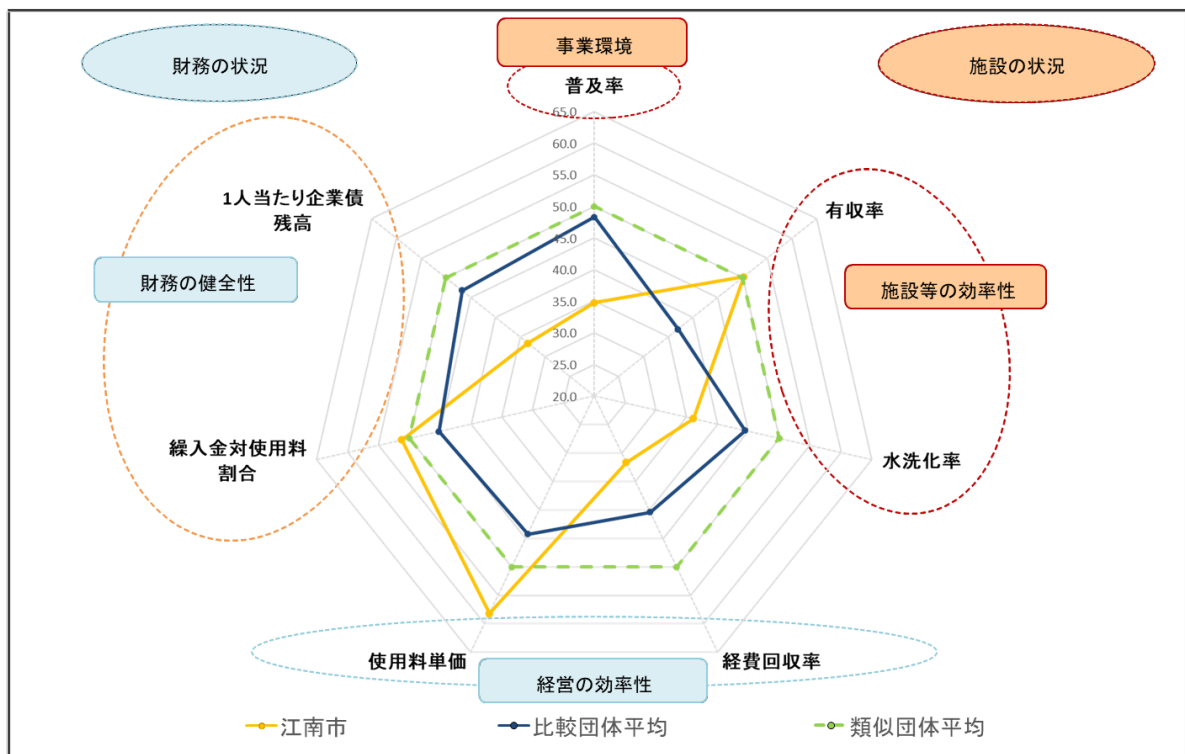 財務の状況
事業環境
施設の状況
普及率
65.0
60.0
55.0
50.0
45.0
40.0
35.0
30.0
25.0
20.0
1人当たり企業債
残高
有収率
財務の健全性
施設等の効率性
繰入金対使用料
割合
水洗化率
使用料単価
経費回収率
経営の効率性
江南市
比較団体平均
類似団体平均